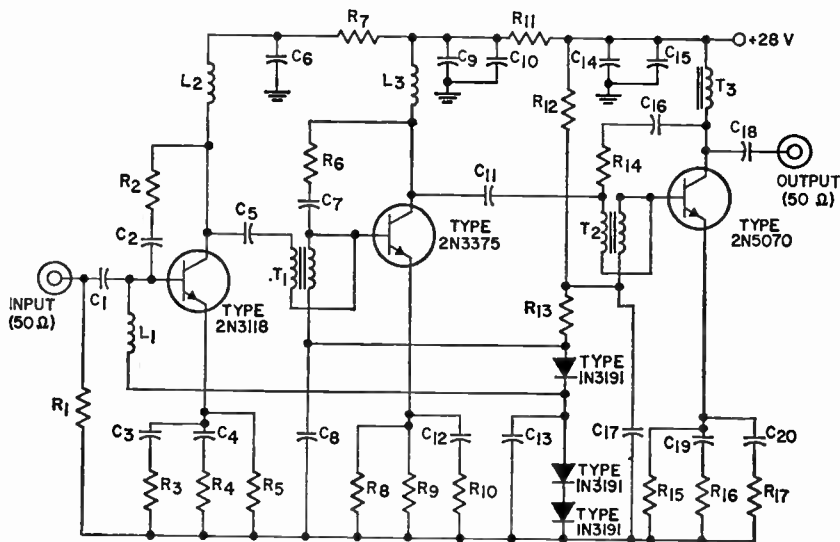 R7
R11
+28 V
C6
C9
C10
C14
C15
L2
L3
T3
R12
C16
C18
R2
R6
R14
C11
OUTPUT
(50 Ω)
C2
C5
C7
TYPE
2N3375
T2
TYPE
2N5070
.T1
INPUT
(50 Ω)
C1
TYPE
2N3118
R13
L1
TYPE
1N3191
R1
C3
C4
C8
C12
C13
C17
C19
C20
TYPE
1N3191
R3
R4
R5
R8
R9
R10
TYPE
1N3191
R15
R16
R17